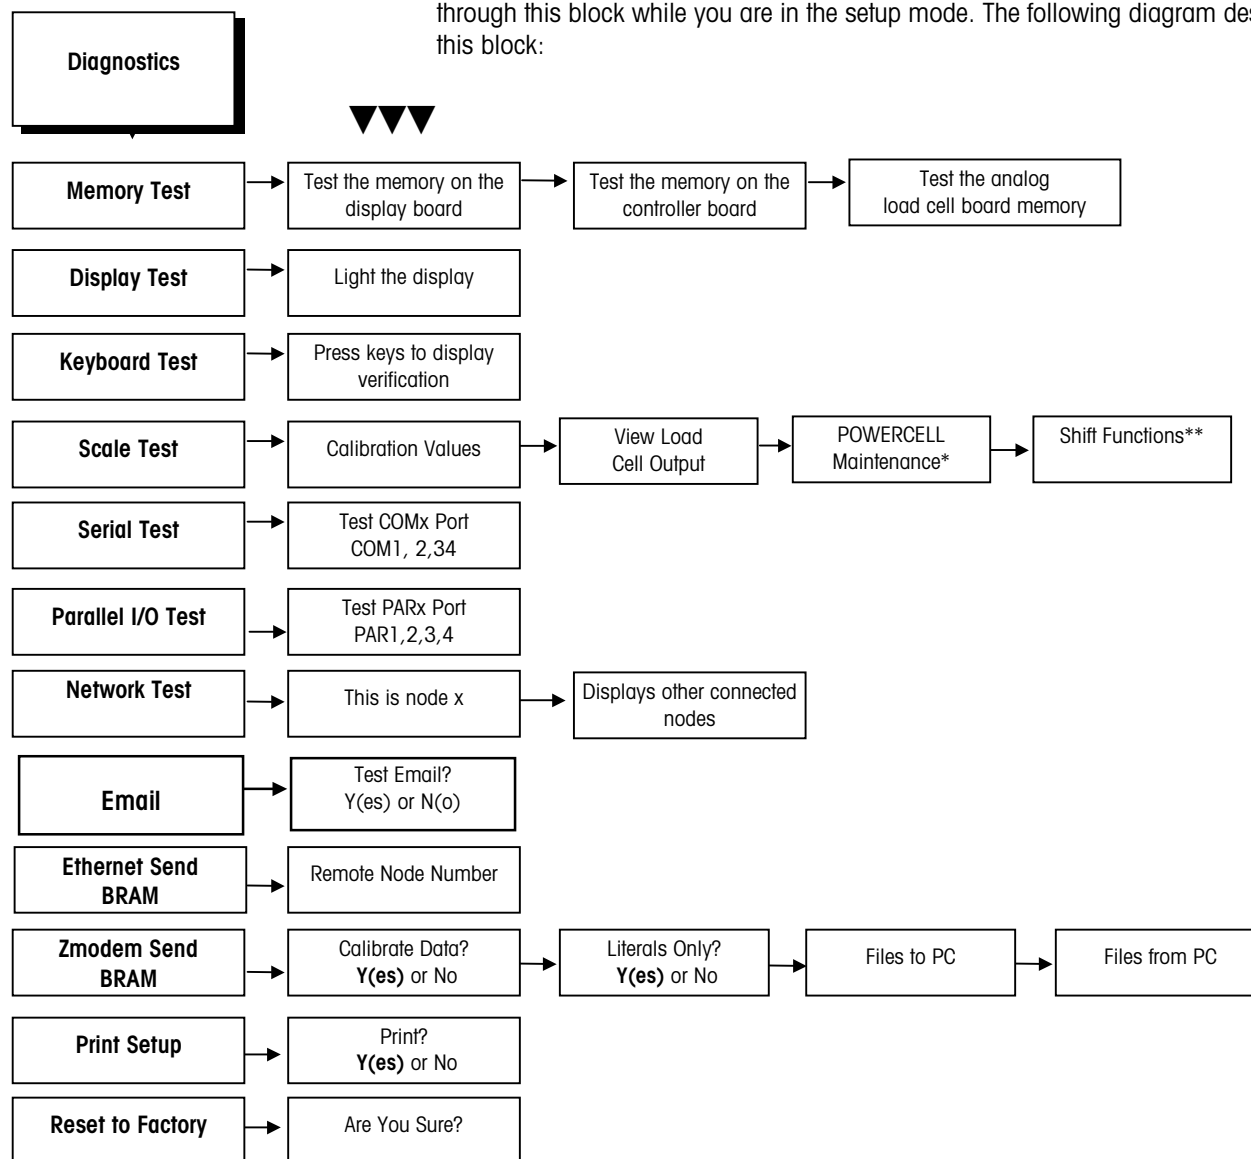 through this block while you are in the setup mode. The following diagram
this block:
Diagnostics
Memory Test
Test the memory on the
display board
Test the memory on the
controller board
Test the analog
load cell board memory
Display Test
Light the display
Keyboard Test
Press keys to display
verification
Scale Test
Calibration Values
View Load
Cell Output
POWERCELL
Maintenance*
Shift Functions**
Serial Test
Test COMx Port
COM1, 2,34
Parallel I/O Test
Test PARx Port
PAR1,2,3,4
Network Test
This is node x
Displays other connected
nodes
Email
Test Email?
Y(es) or N(o)
Ethernet Send
BRAM
Remote Node Number
Zmodem Send
BRAM
Calibrate Data?
Y(es) or No
Literals Only?
Y(es) or No
Files to PC
Files from PC
Print Setup
Print?
Y(es) or No
Reset to Factory
Are You Sure?